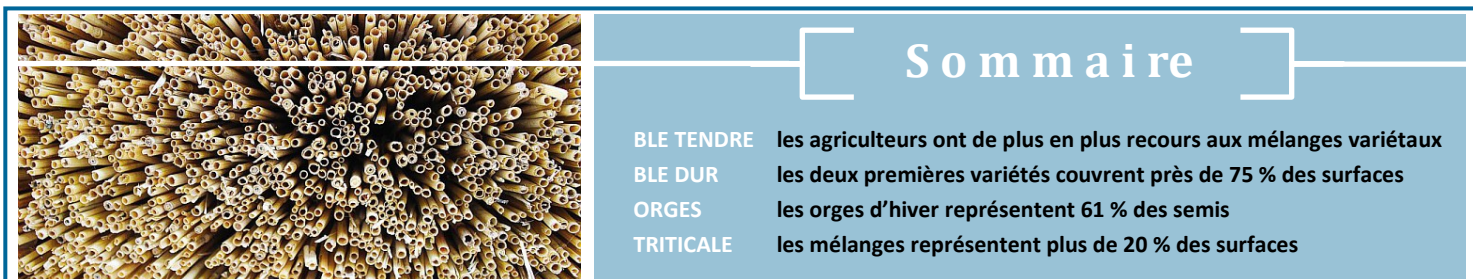 Sommaire
BLE TENDRE les agriculteurs ont de plus en plus recours aux mélanges variétaux
BLE DUR les deux premières variétés couvrent près de 75 % des surfaces
ORGES les orges d’hiver représentent 61 % des semis
TRITICALE les mélanges représentent plus de 20 % des surfaces